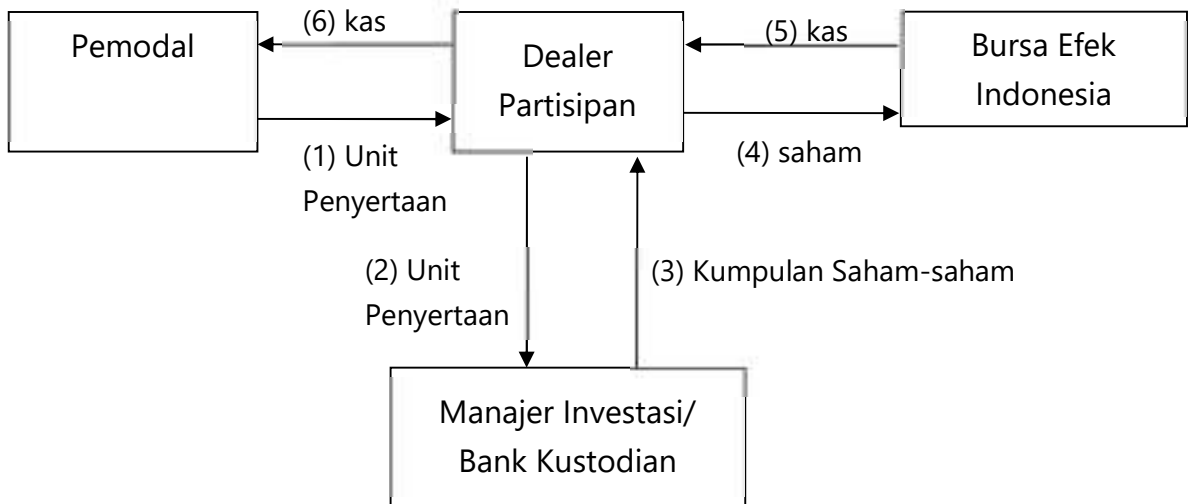 (6) kas
Pemodal
Dealer
Partisipan
(5) kas
Bursa Efek
Indonesia
(1) Unit
Penyertaan
(4) saham
(2) Unit
Penyertaan
(3) Kumpulan Saham-saham
Manajer Investasi/
Bank Kustodian